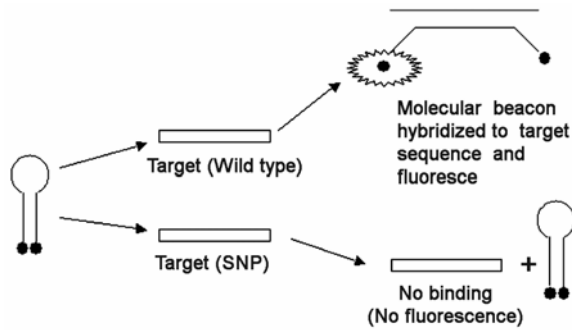 Molecular beacon
hybridized to target
sequence and
fluoresce
Target (Wild type)
Target (SNP)
+
No binding
(No fluorescence)